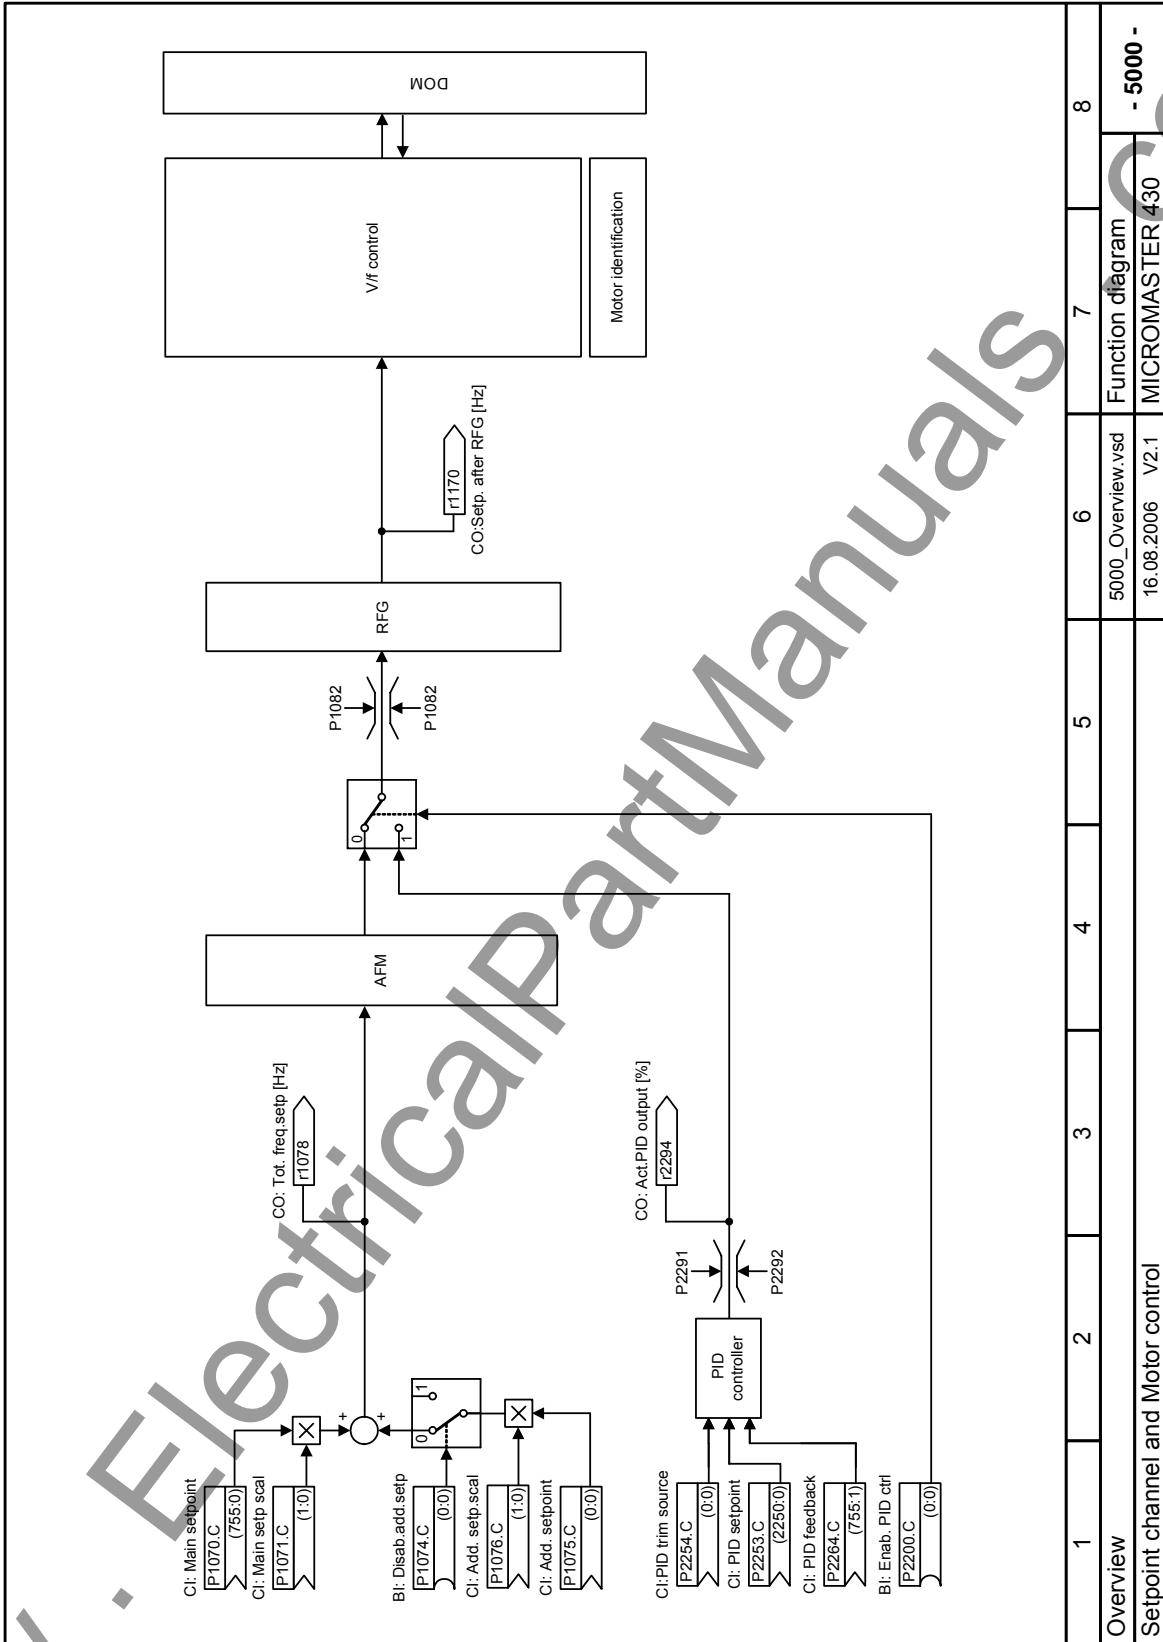 CI: Main setpoint
P1070.C
(755:0)
CI: Main setp scal
P1071.C
(1:0)
BI: Disab.add.setp
P1074.C
(0:0)
CI: Add. setp.scal
P1076.C
(1:0)
CI: Add. setpoint
P1075.C
(0:0)
CI:PID trim source
P2254.C
(0:0)
CI: PID setpoint
P2253.C
(2250:0)
CI: PID feedback
P2264.C
(755:1)
BI: Enab. PID ctrl
P2200.C
(0:0)
+
+
0
1
PID
controller
P2291
P2292
CO: Tot. freq.setp [Hz]
r1078
CO: Act.PID output [%]
r2294
AFM
0
1
P1082
P1082
RFG
r1170
CO:Setp. after RFG [Hz]
V/f control
Motor identification
DOM
1
2
3
4
5
6
7
8
Overview
5000_Overview.vsd
Function diagram
- 5000 -
Setpoint channel and Motor control
16.08.2006
V2.1
MICROMASTER 430
. ElectricalPartManuals .